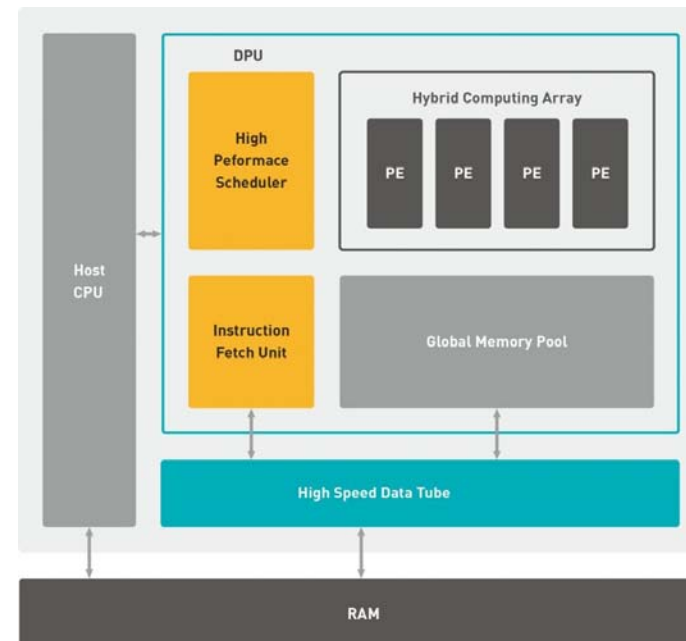 DPU
High
Peformace
Scheduler
Hybrid Computing Array
PE
PE
PE
PE
Host
CPU
Instruction
Fetch Unit
Global Memory Pool
High Speed Data Tube
RAM